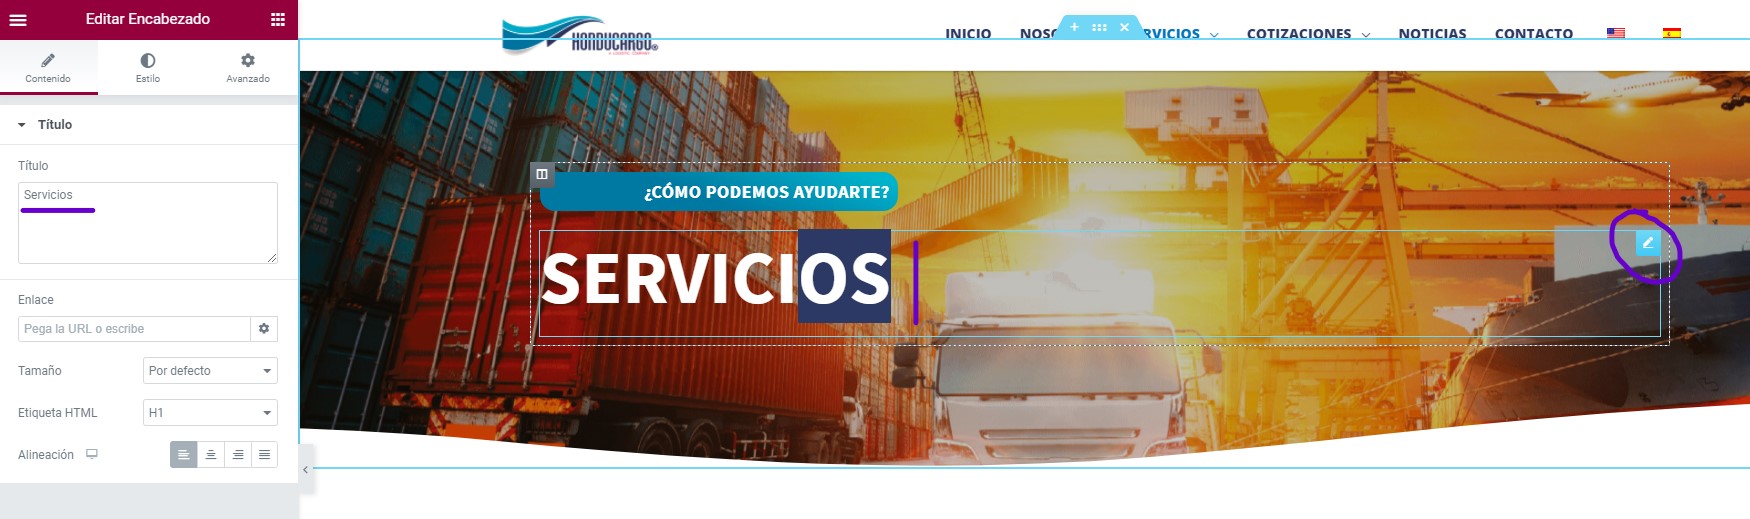 Editar Encabezado
Contenido
Estilo
Avanzado
Título
Título
Servicios
Enlace
Pega la URL o escribe
Tamaño
Por defecto
Etiqueta HTML
H1
Alineación
HONDUCARGO®
INICIO
RVICIOS
COTIZACIONES
NOTICIAS
CONTACTO
¿CÓMO PODEMOS AYUDARTE?
SERVICIOS